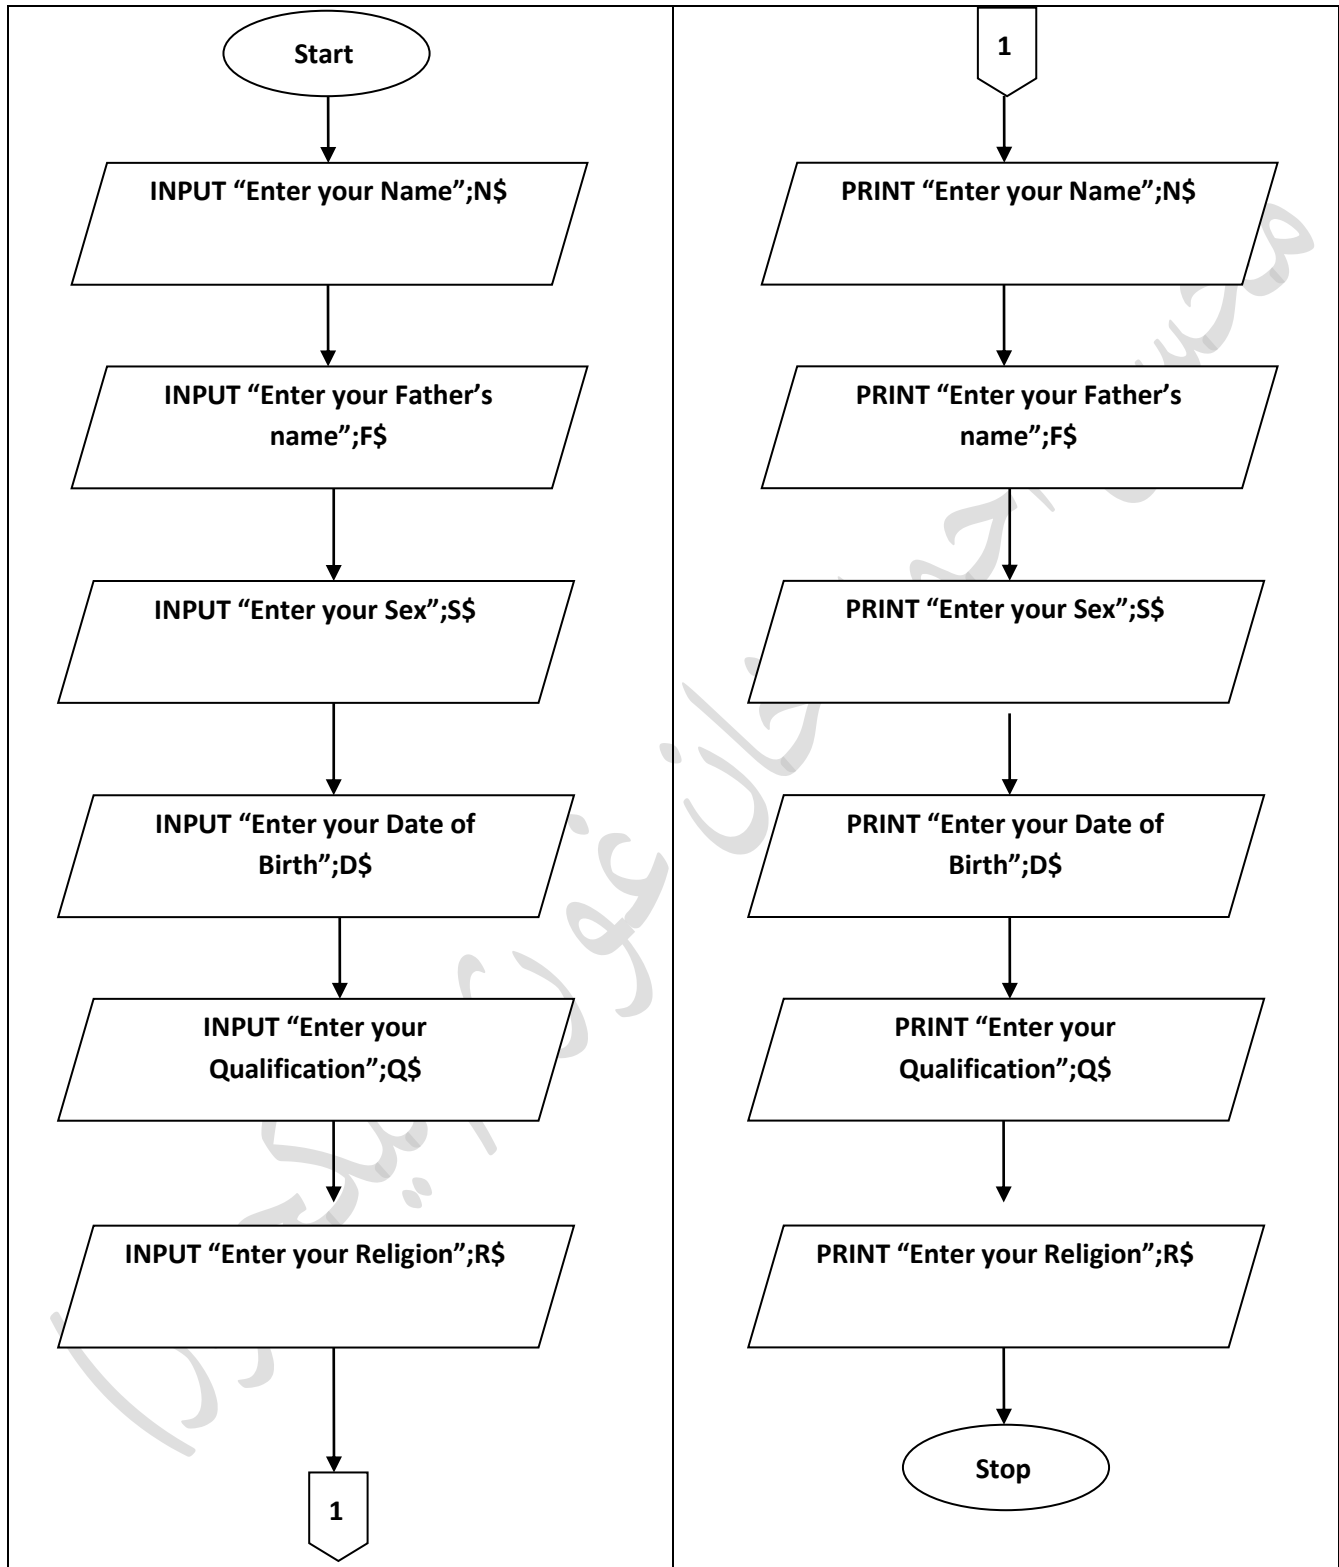 Start
INPUT “Enter your Name”;N$
INPUT “Enter your Father’s
name”;F$
INPUT “Enter your Sex”;S$
INPUT “Enter your Date of
Birth”;D$
INPUT “Enter your
Qualification”;Q$
INPUT “Enter your Religion”;R$
1
1
PRINT “Enter your Name”;N$
PRINT “Enter your Father’s
name”;F$
PRINT “Enter your Sex”;S$
PRINT “Enter your Date of
Birth”;D$
PRINT “Enter your
Qualification”;Q$
PRINT “Enter your Religion”;R$
Stop